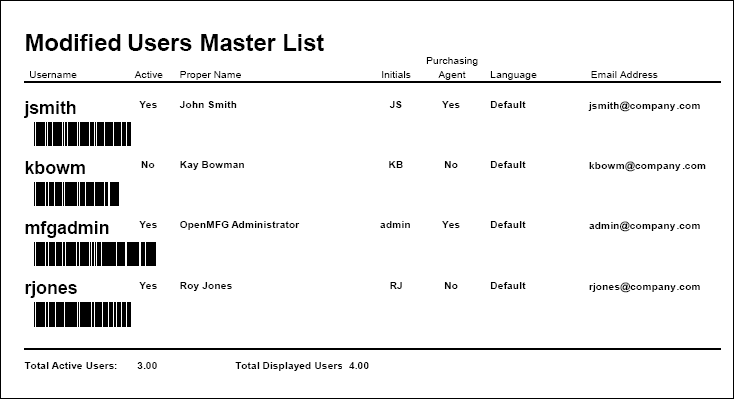 Modified Users Master List
Purchasing
Username Active Proper Name Initials Agent Language Email Address
jsmith Yes John Smith JS Yes Default jsmith@company.com
kbowm No Kay Bowman KB No Default kbowm@company.com
mfgadmin Yes OpenMFG Administrator admin Yes Default admin@company.com
rjones Yes Roy Jones RJ No Default rjones@company.com
Total Active Users: 3.00 Total Displayed Users 4.00